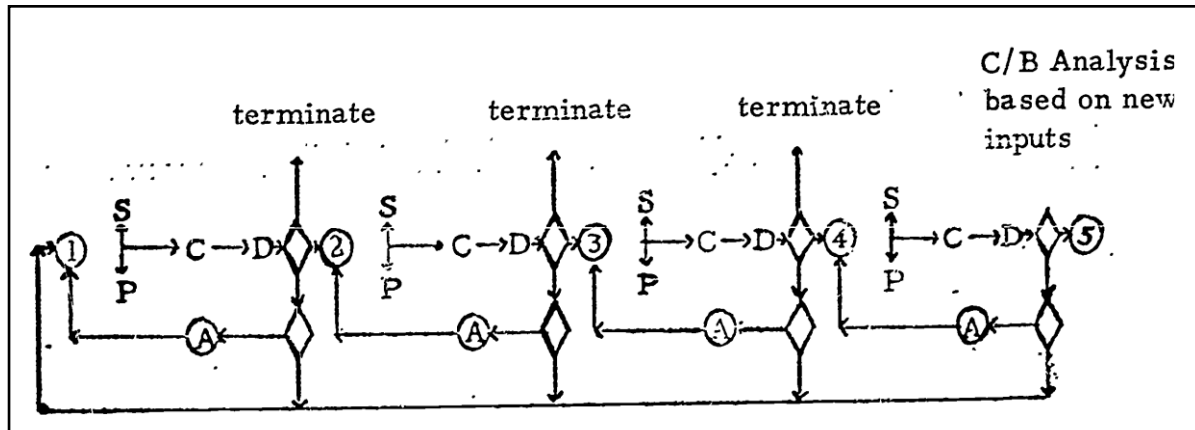 C/B Analysis
based on new
inputs
terminate terminate terminate
S S S S
1 C D 2 C D 3 C D 4 C D 5
P P P P
A A A A